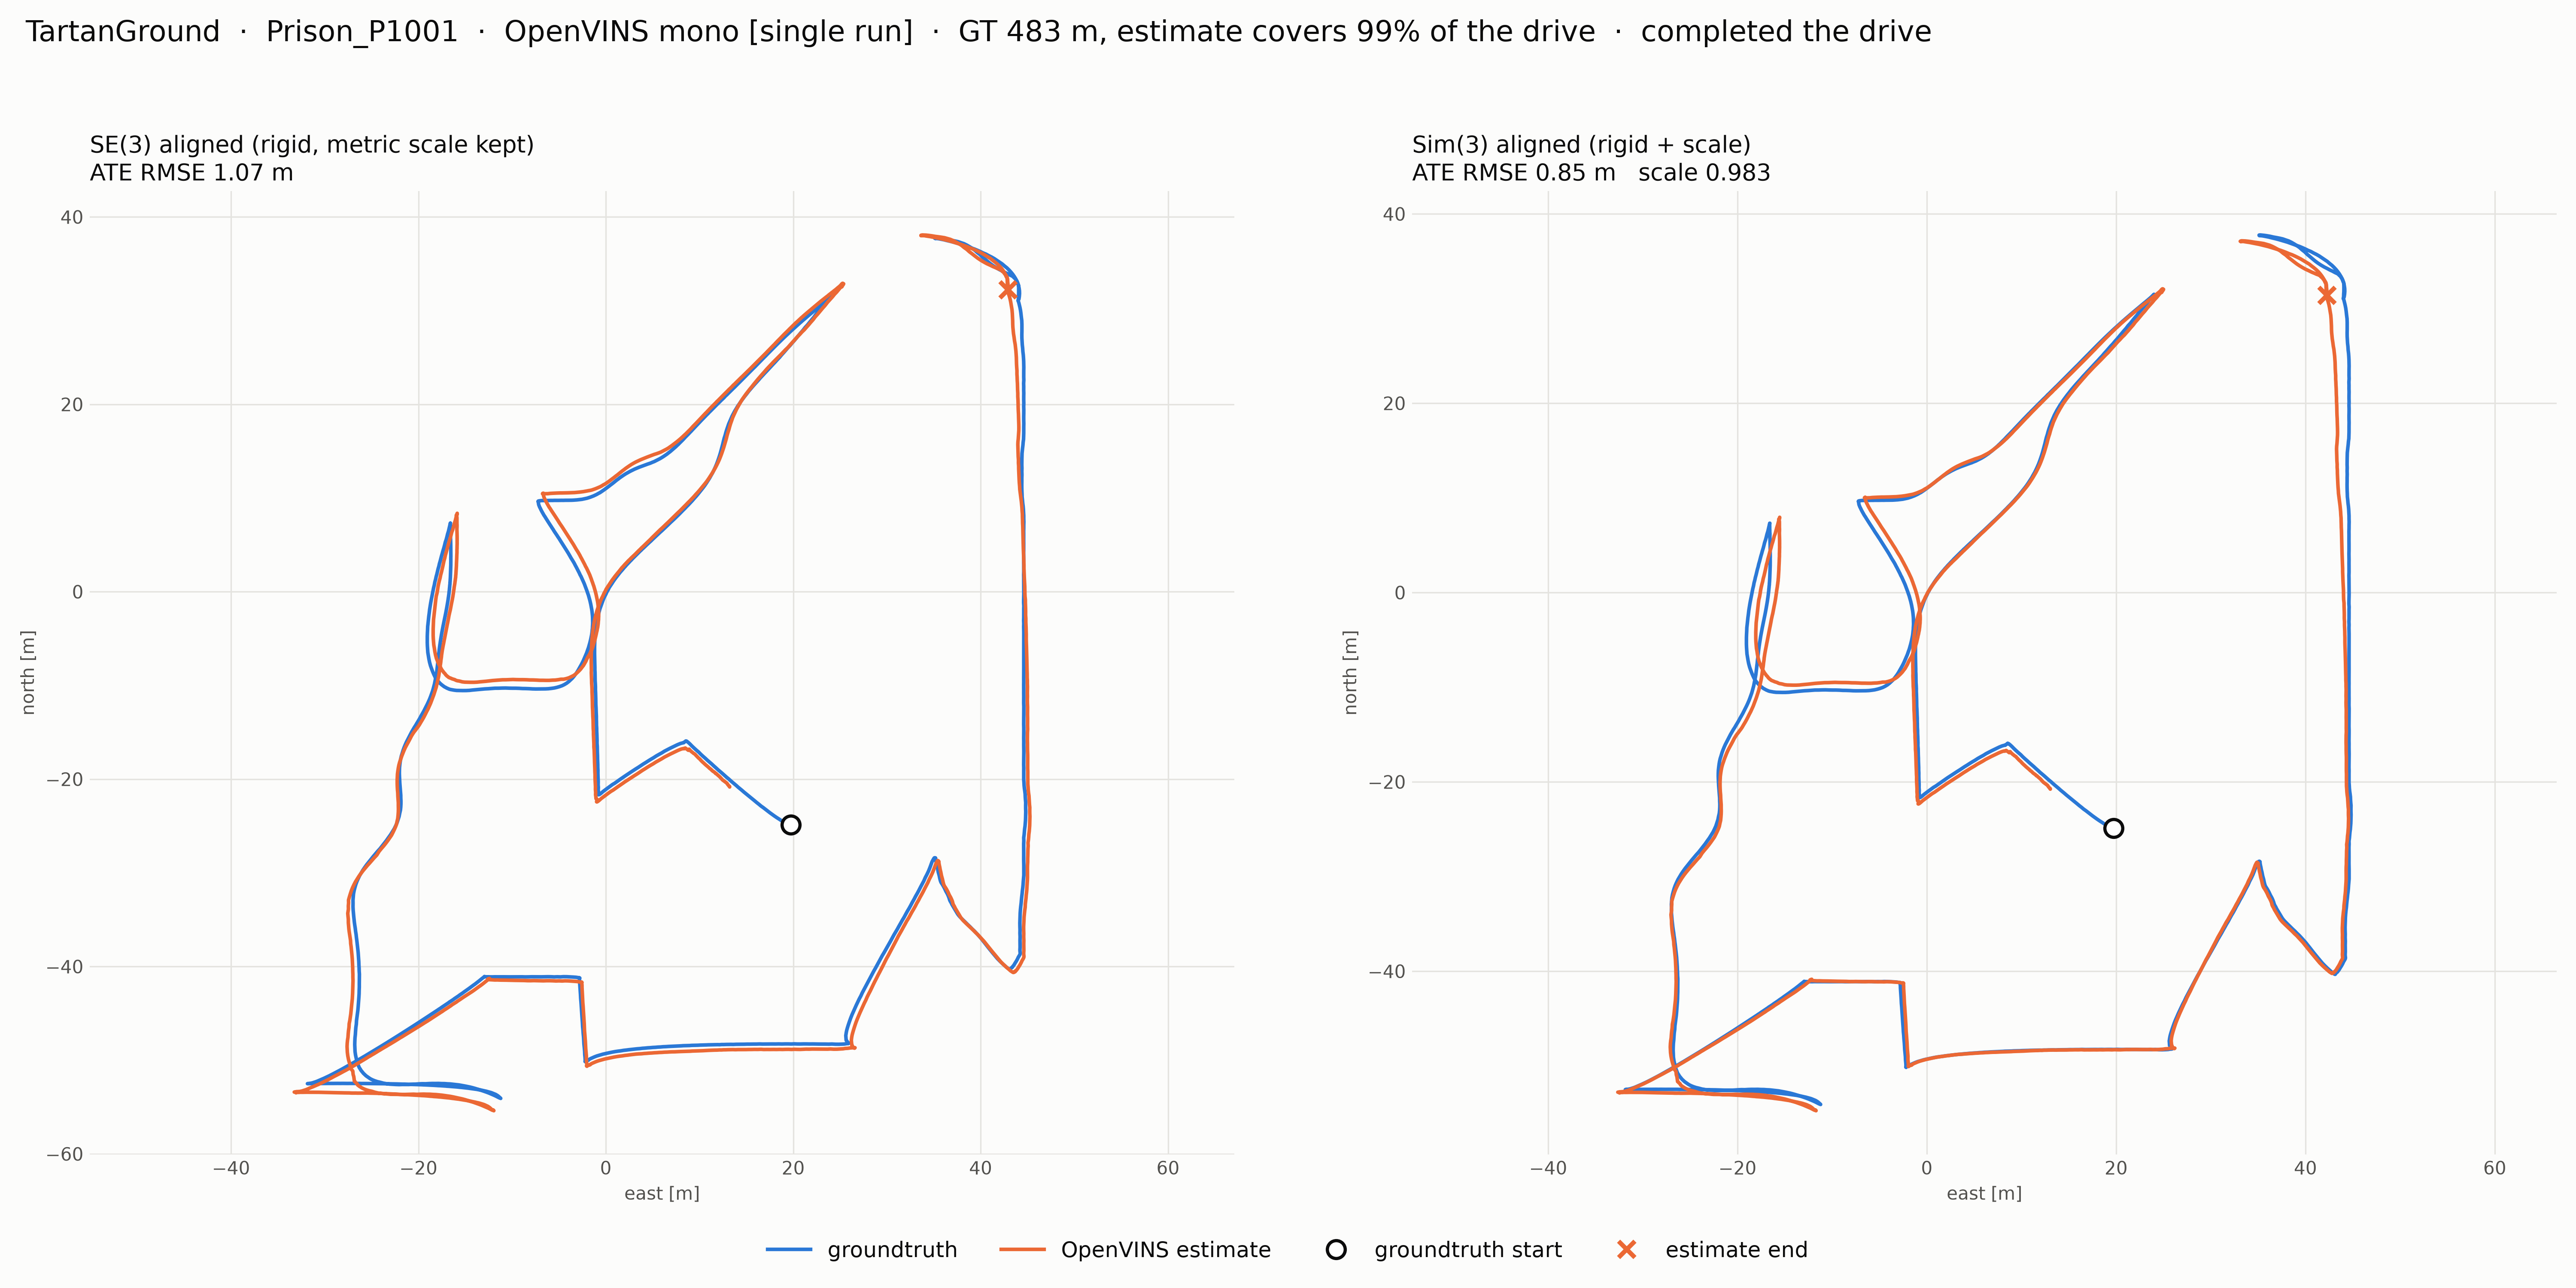 TartanGround · Prison_P1001 · OpenVINS mono [single run] · GT 483 m, estimate covers 99% of the drive · completed the drive
SE(3) aligned (rigid, metric scale kept)
ATE RMSE 1.07 m
40
20
0
−20
−40
−60
−40
−20
0
20
40
60
north [m]
east [m]
Sim(3) aligned (rigid + scale)
ATE RMSE 0.85 m scale 0.983
40
20
0
−20
−40
−40
−20
0
20
40
60
north [m]
east [m]
groundtruth
OpenVINS estimate
groundtruth start
estimate end